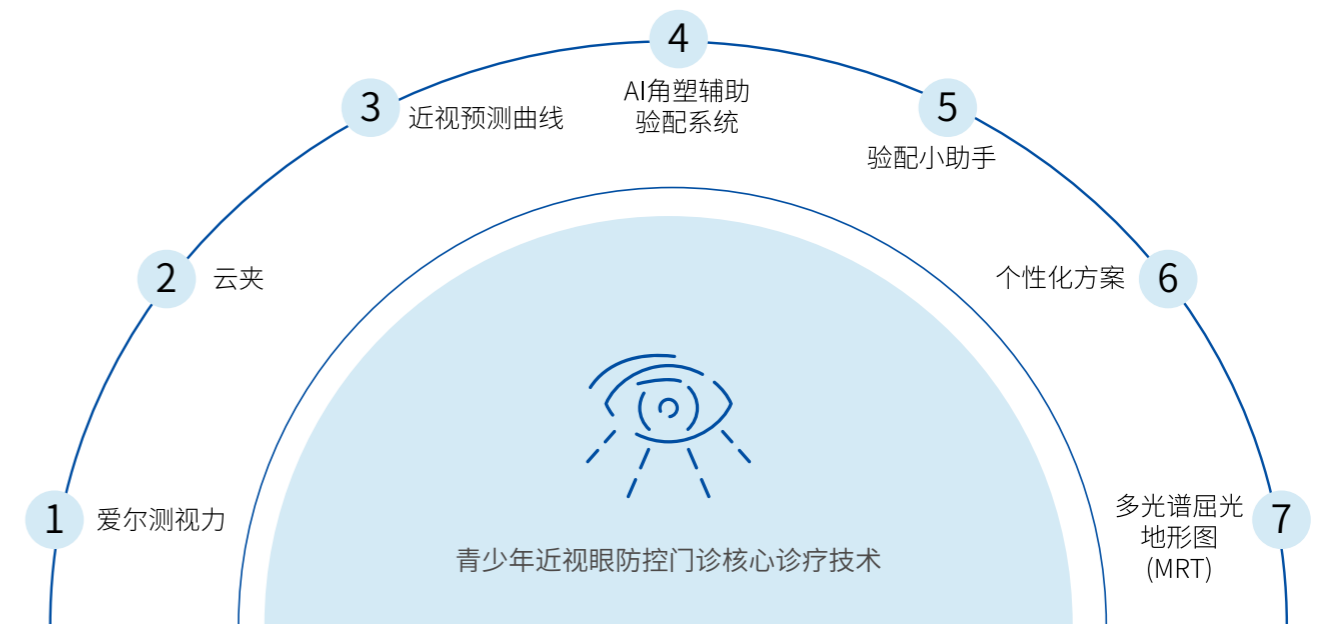 1
爱尔测视力
2
云夹
3
近视预测曲线
4
AI角塑辅助
验配系统
5
验配小助手
6
个性化方案
7
多光谱屈光
地形图
(MRT)
青少年近视眼防控门诊核心诊疗技术